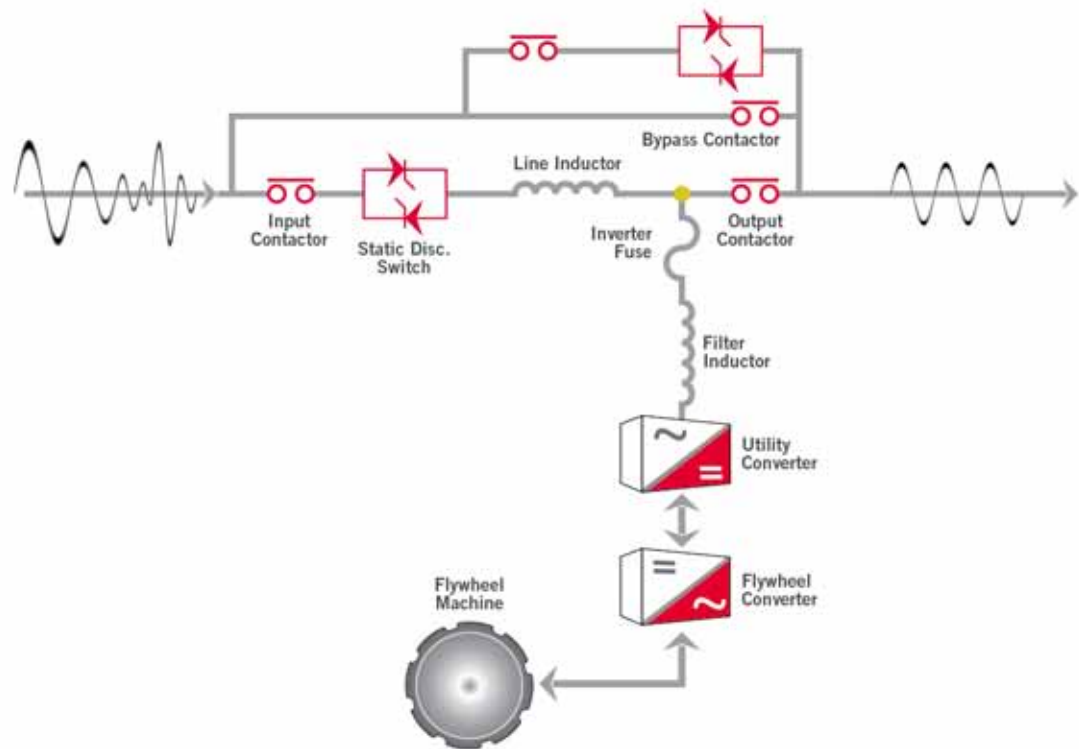 Bypass Contactor
Line Inductor
Input
Contactor
Static Disc.
Switch
Inverter
Fuse
Output
Contactor
Filter
Inductor
Utility
Converter
Flywheel
Converter
Flywheel
Machine